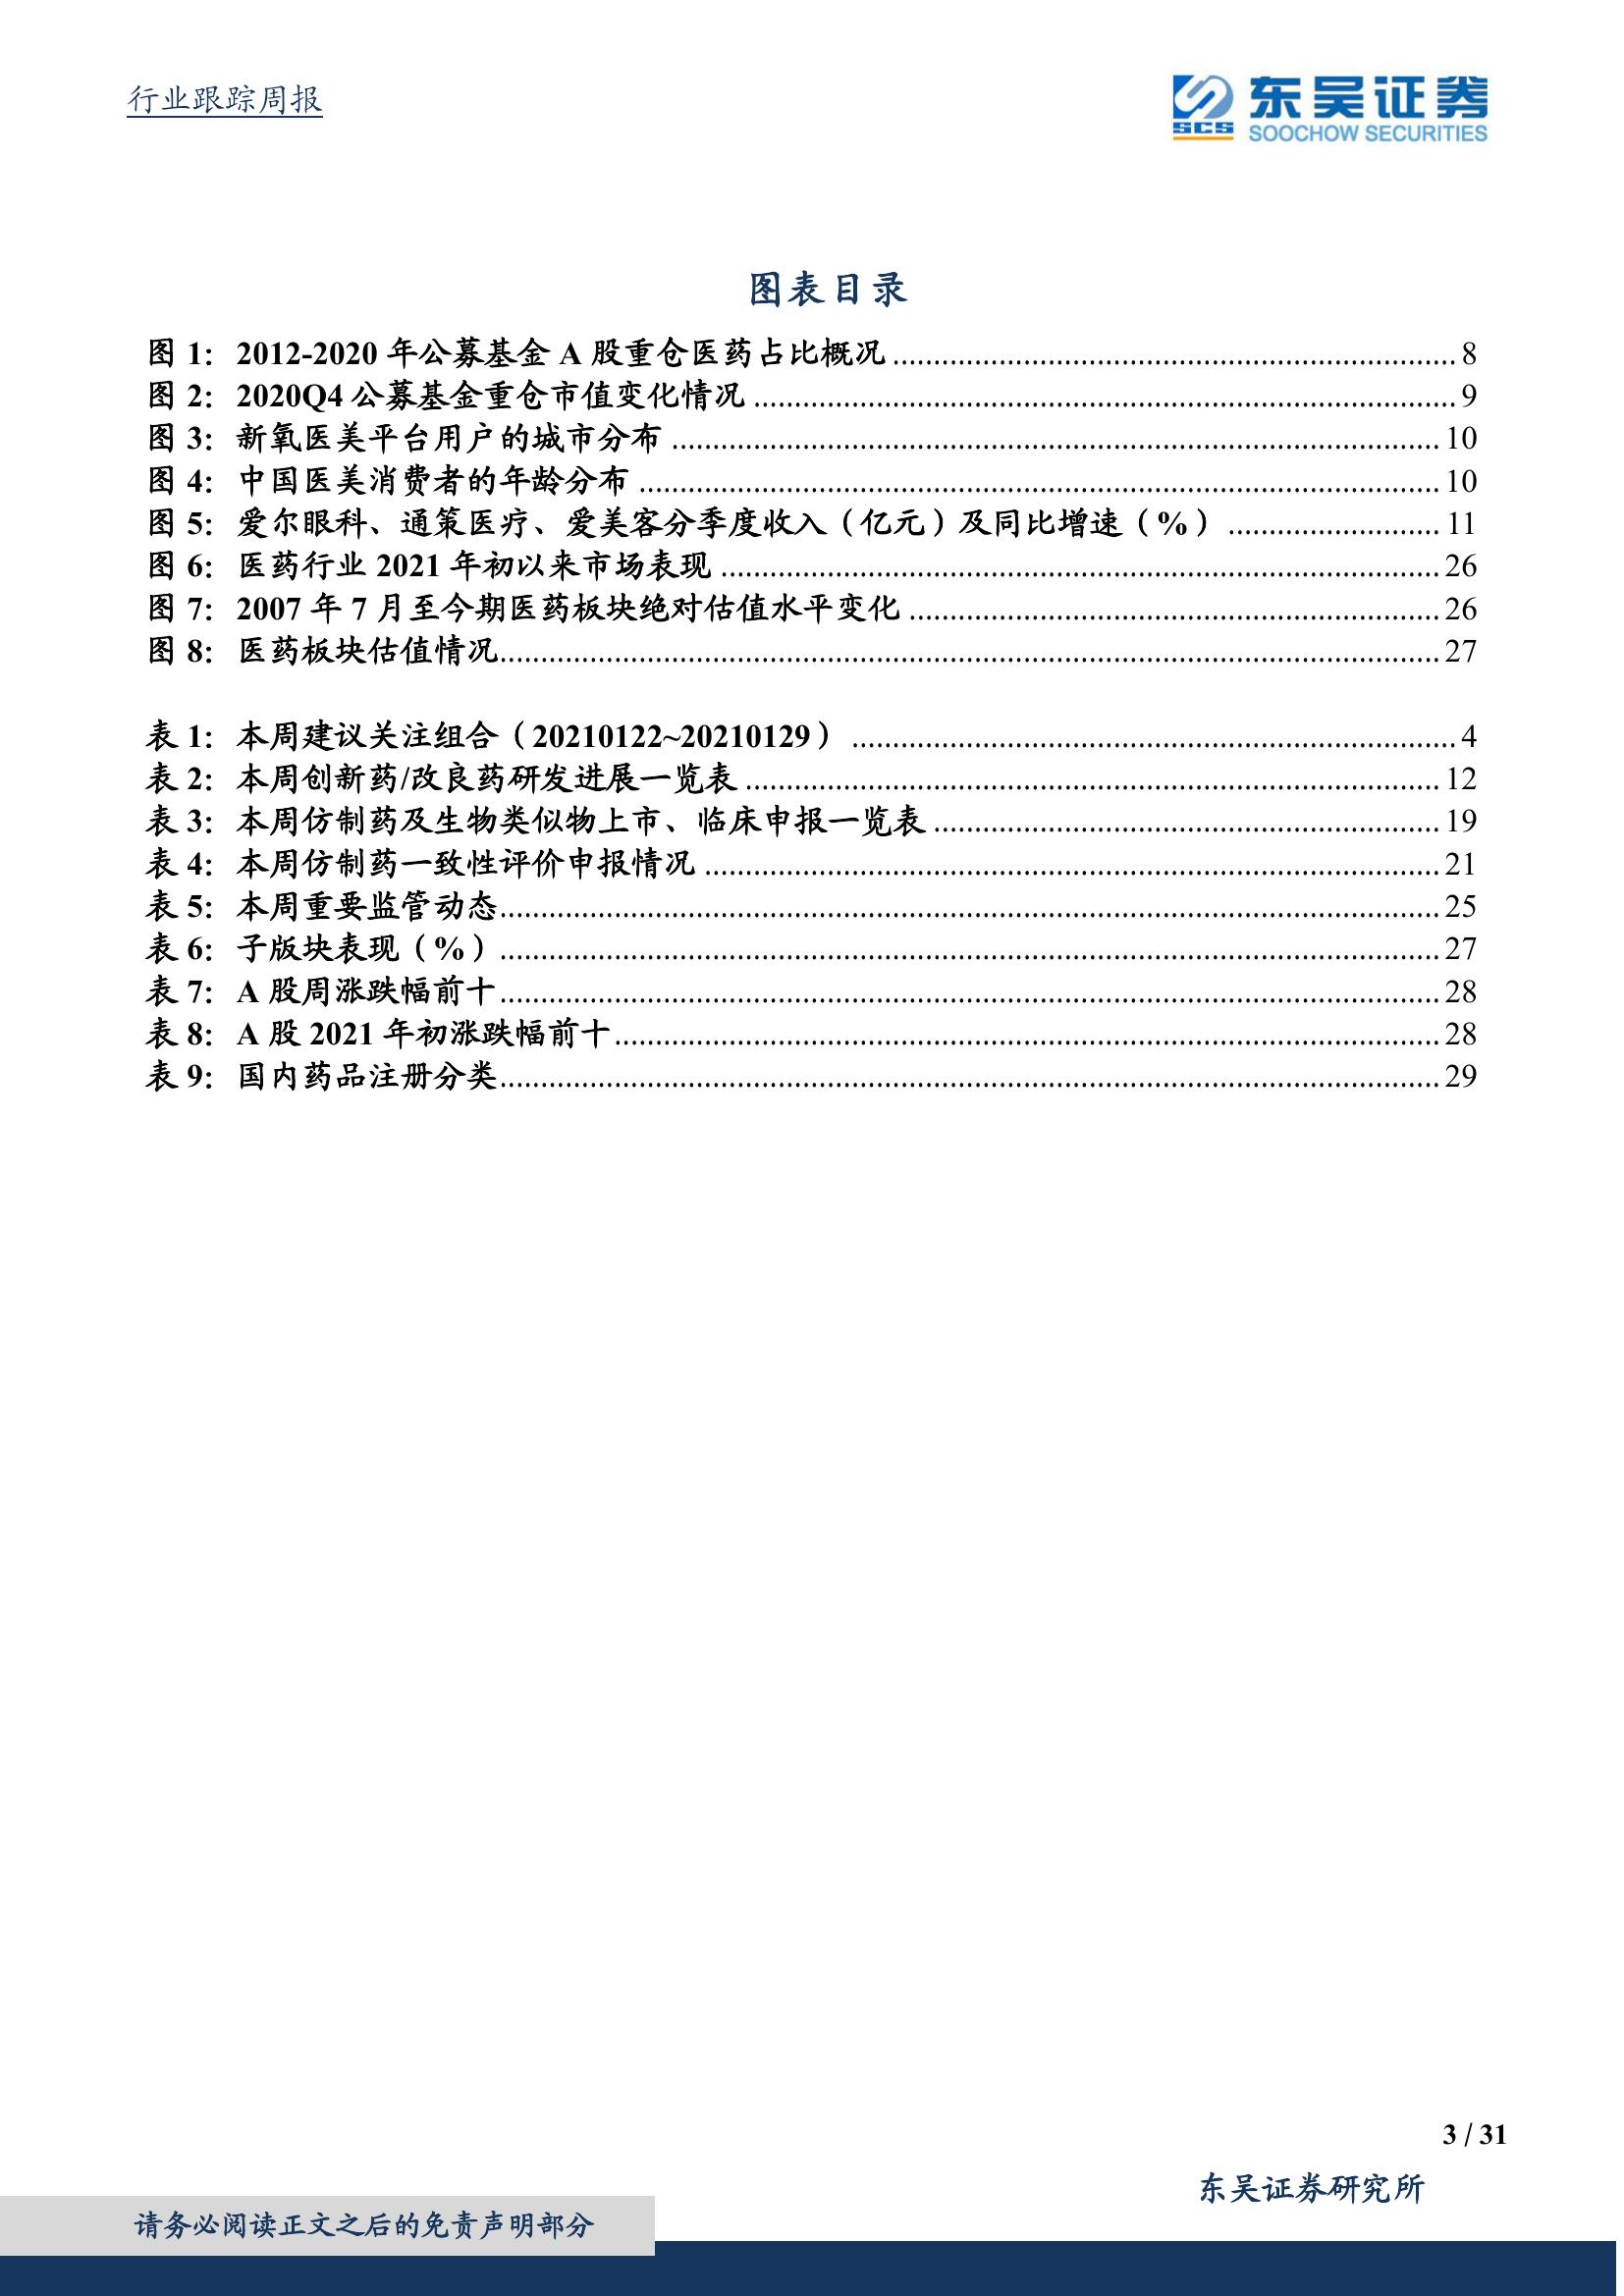 行业跟踪周报
SCS
东吴证券
SOOCHOW SECURITIES
图表目录
图 1: 2012-2020 年公募基金 A 股重仓医药占比概况 ........ 8
图 2: 2020Q4 公募基金重仓市值变化情况 ........ 9
图 3: 新氧医美平台用户的城市分布 ........ 10
图 4: 中国医美消费者的年龄分布 ........ 10
图 5: 爱尔眼科、通策医疗、爱美客分季度收入（亿元）及同比增速（%） ........ 11
图 6: 医药行业 2021 年初以来市场表现 ........ 26
图 7: 2007 年 7 月至今期医药板块绝对估值水平变化 ........ 26
图 8: 医药板块估值情况 ........ 27
表 1: 本周建议关注组合（20210122~20210129） ........ 4
表 2: 本周创新药/改良药研发进展一览表 ........ 12
表 3: 本周仿制药及生物类似物上市、临床申报一览表 ........ 19
表 4: 本周仿制药一致性评价申报情况 ........ 21
表 5: 本周重要监管动态 ........ 25
表 6: 子版块表现（%） ........ 27
表 7: A 股周涨跌幅前十 ........ 28
表 8: A 股 2021 年初涨跌幅前十 ........ 28
表 9: 国内药品注册分类 ........ 29
3 / 31
东吴证券研究所
请务必阅读正文之后的免责声明部分